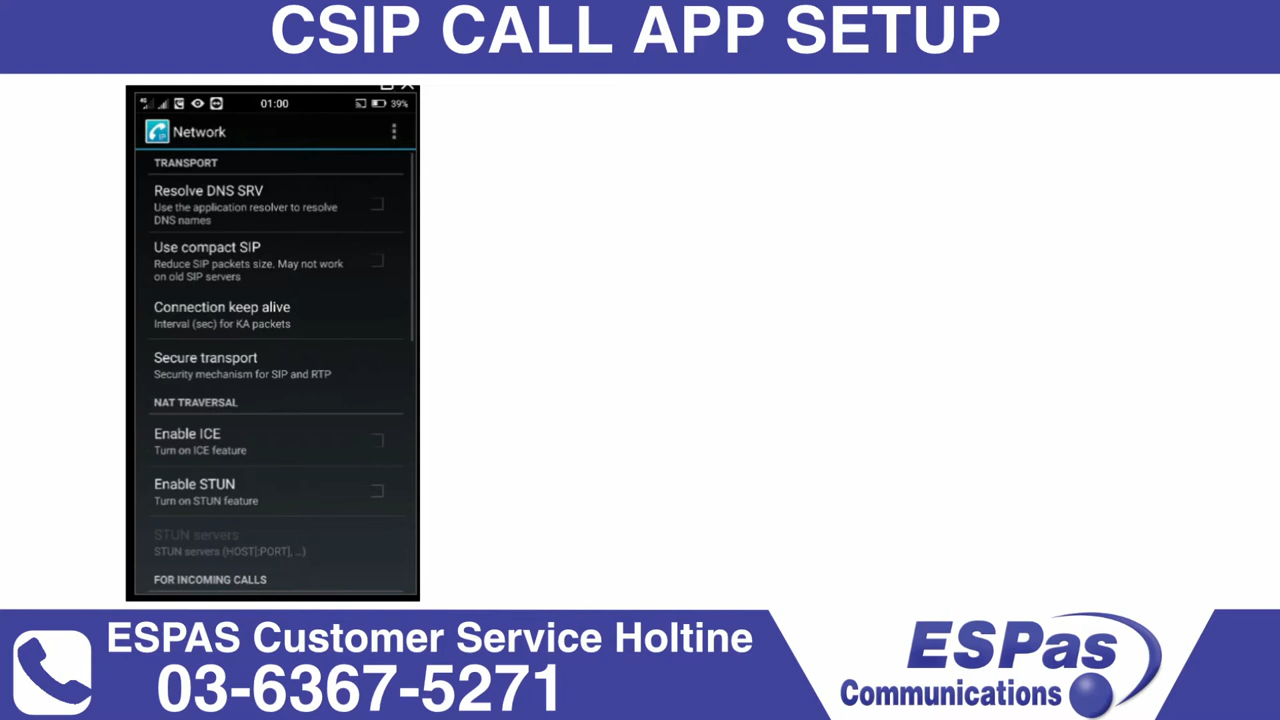 CSIP CALL APP SETUP
4G
01:00
39%
IP
Network
TRANSPORT
Resolve DNS SRV
Use the application resolver to resolve
DNS names
Use compact SIP
Reduce SIP packets size. May not work
on old SIP servers
Connection keep alive
Interval (sec) for KA packets
Secure transport
Security mechanism for SIP and RTP
NAT TRAVERSAL
Enable ICE
Turn on ICE feature
Enable STUN
Turn on STUN feature
STUN servers
STUN servers (HOST[:PORT], ...)
FOR INCOMING CALLS
ESPAS Customer Service Holtine
03-6367-5271
ESPas
Communications